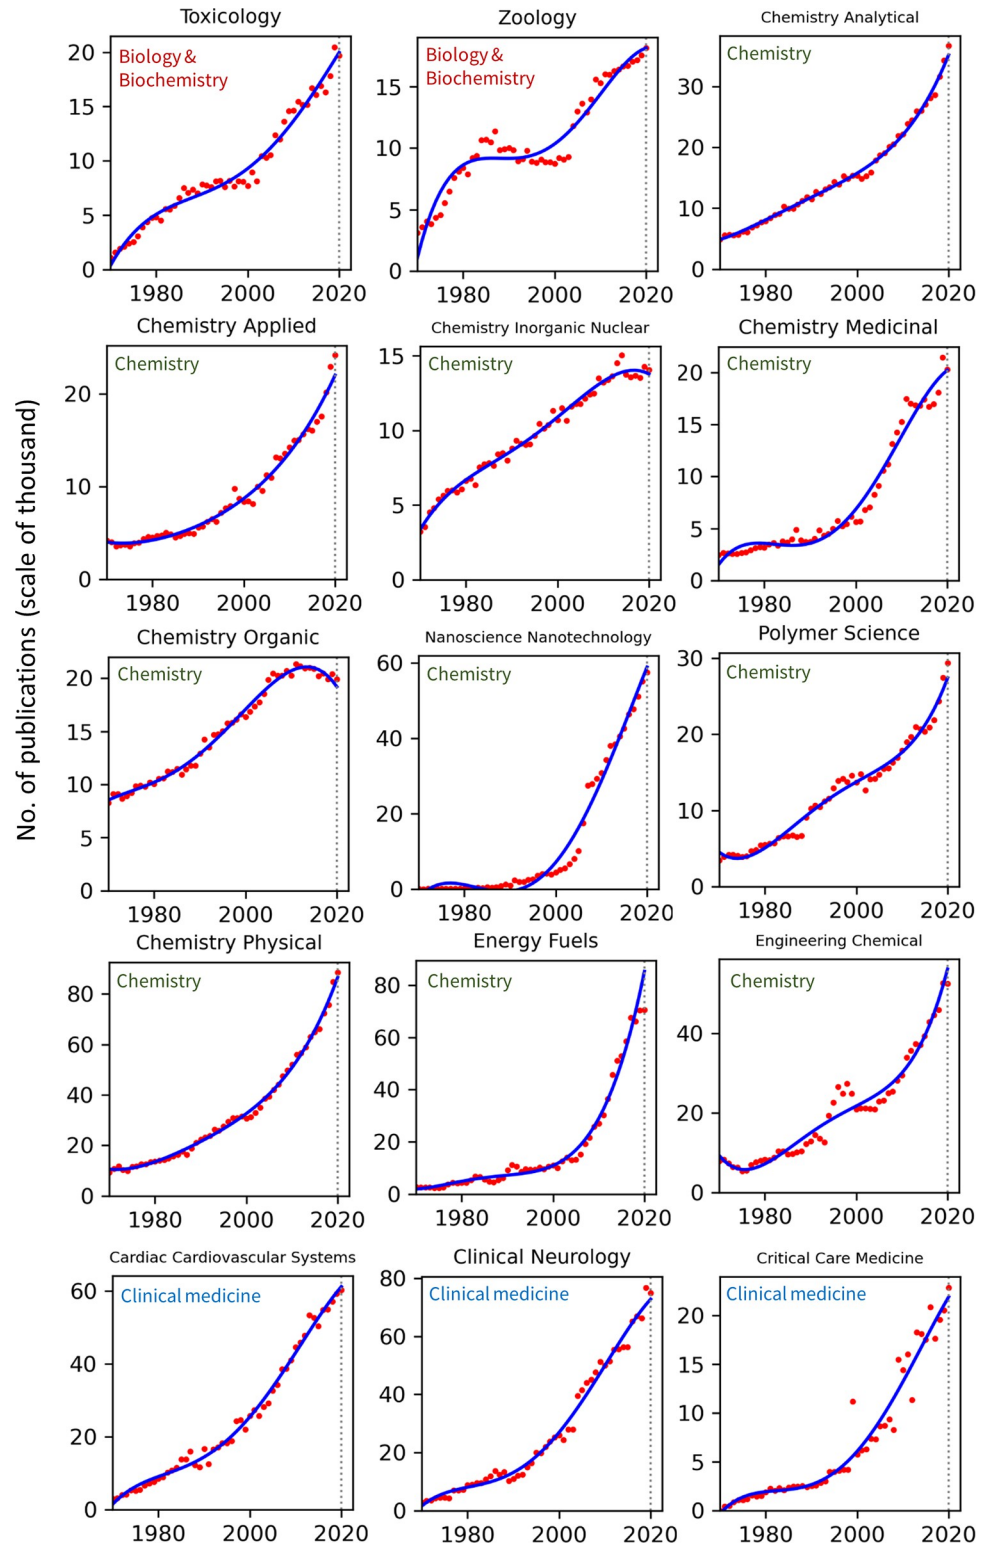 Toxicology
Zoology
Chemistry Analytical
20
15
10
5
0
Biology &
Biochemistry
1980 2000 2020
15
10
5
0
Biology &
Biochemistry
1980 2000 2020
30
20
10
0
Chemistry
1980 2000 2020
Chemistry Applied
Chemistry Inorganic Nuclear
Chemistry Medicinal
20
10
0
Chemistry
1980 2000 2020
15
10
5
0
Chemistry
1980 2000 2020
20
15
10
5
0
Chemistry
1980 2000 2020
No. of publications (scale of thousand)
Chemistry Organic
Nanoscience Nanotechnology
Polymer Science
20
15
10
5
0
Chemistry
1980 2000 2020
60
40
20
0
Chemistry
1980 2000 2020
30
20
10
0
Chemistry
1980 2000 2020
Chemistry Physical
Energy Fuels
Engineering Chemical
80
60
40
20
0
Chemistry
1980 2000 2020
80
60
40
20
0
Chemistry
1980 2000 2020
40
20
0
Chemistry
1980 2000 2020
Cardiac Cardiovascular Systems
Clinical Neurology
Critical Care Medicine
60
40
20
0
Clinical medicine
1980 2000 2020
80
60
40
20
0
Clinical medicine
1980 2000 2020
20
15
10
5
0
Clinical medicine
1980 2000 2020